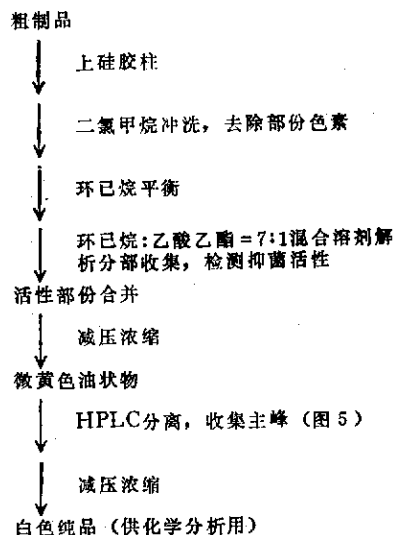 粗制品
上硅胶柱
二氯甲烷冲洗，去除部份色素
环已烷平衡
环已烷:乙酸乙酯=7:1混合溶剂解
析分部收集，检测抑菌活性
活性部份合并
减压浓缩
微黄色油状物
HPLC分离，收集主峰（图5）
减压浓缩
白色纯品（供化学分析用）